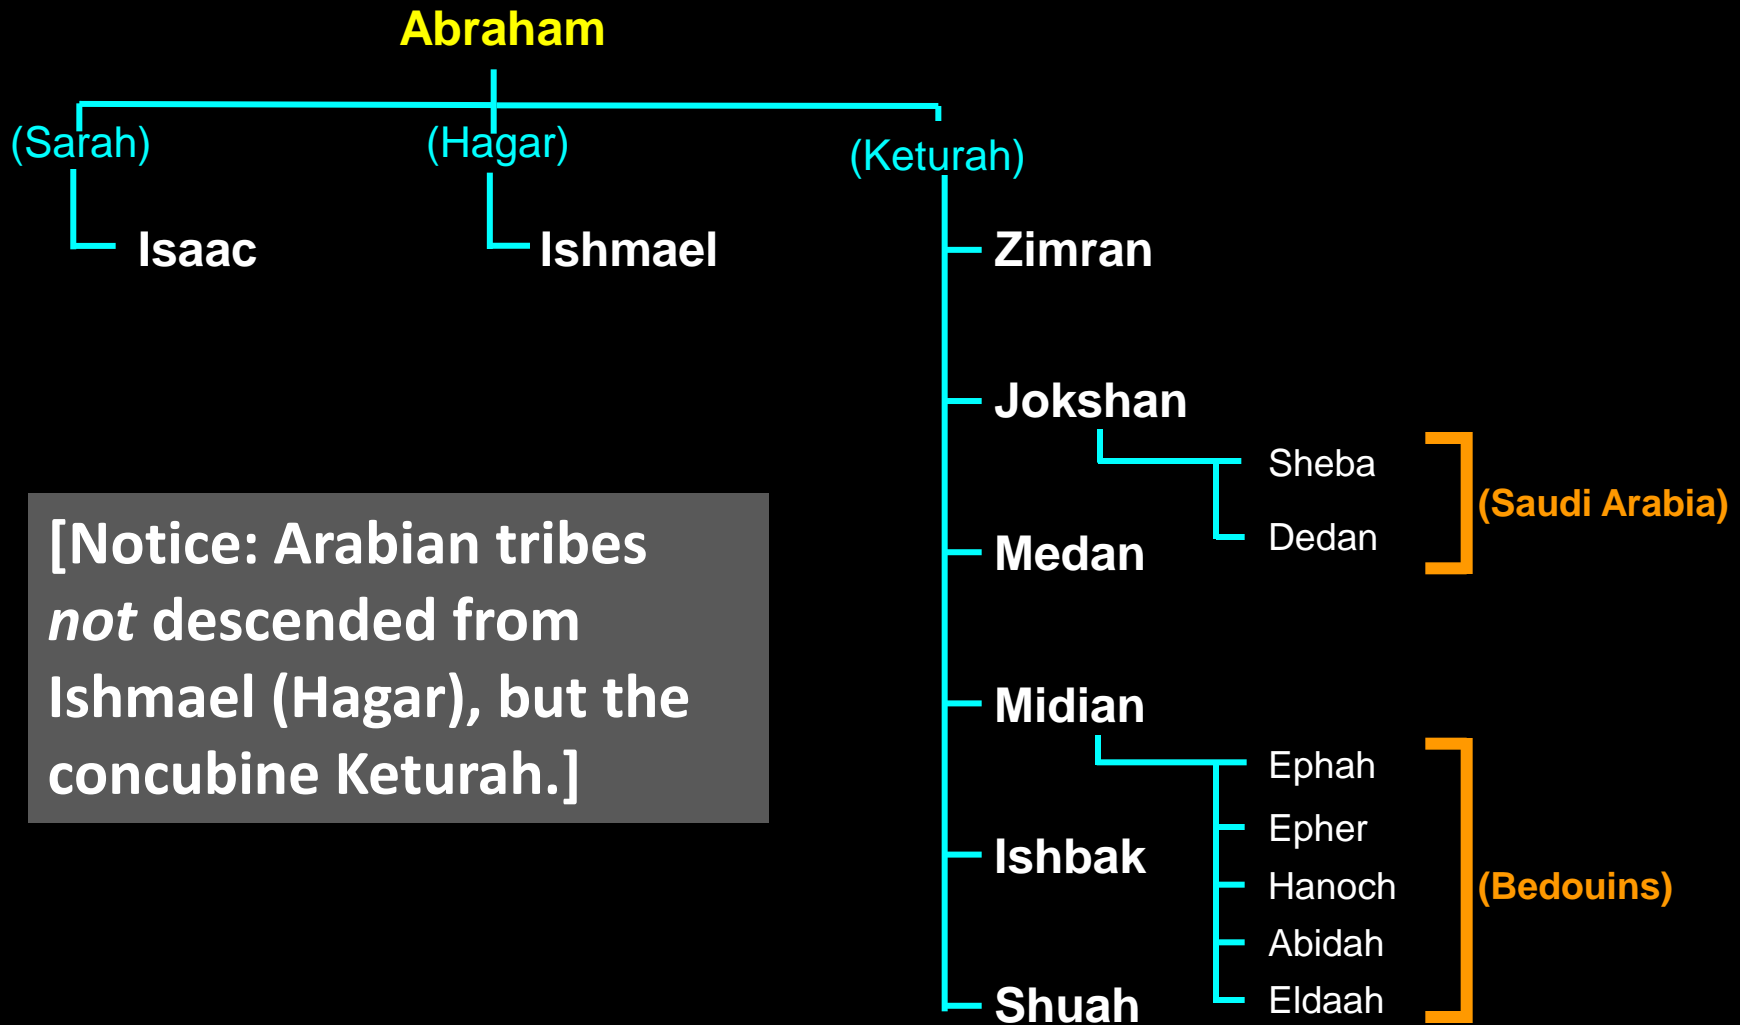 Abraham
(Sarah)
(Hagar)
(Keturah)
Isaac
Ishmael
Zimran
Jokshan
Sheba
(Saudi Arabia)
Dedan
Medan
[Notice: Arabian tribes
not descended from
Ishmael (Hagar), but the
concubine Keturah.]
Midian
Ephah
Epher
Ishbak
Hanoch
(Bedouins)
Abidah
Eldaah
Shuah